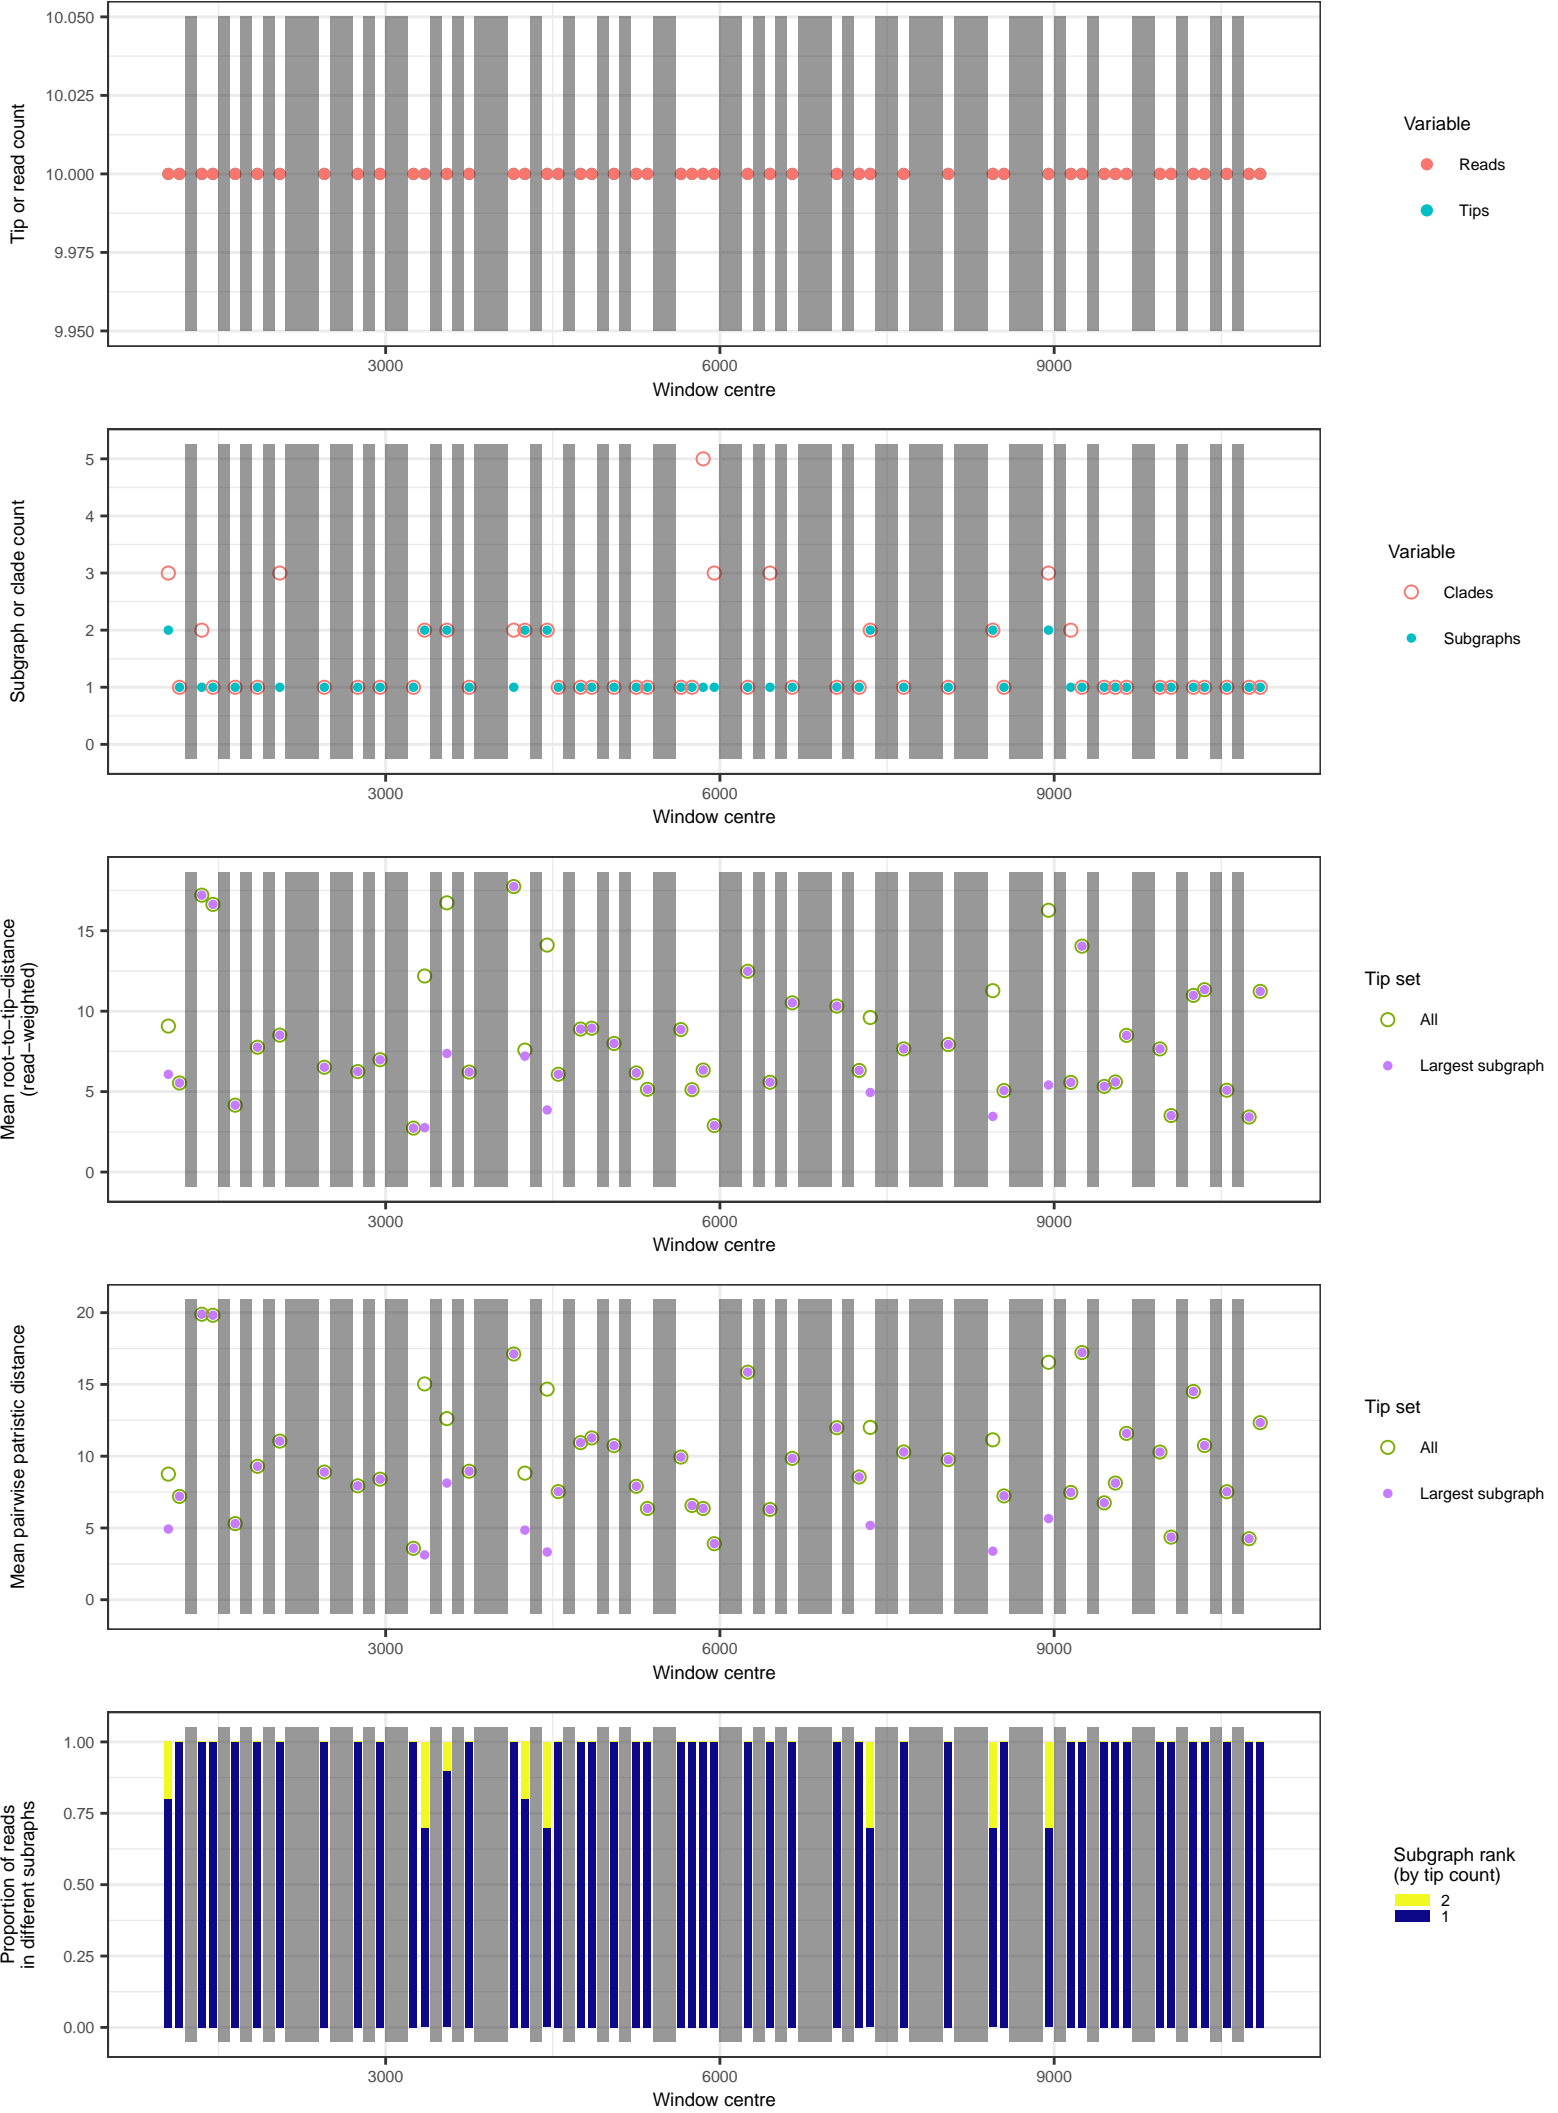 10.050
10.025
10.000
9.975
9.950
Tip or read count
3000
6000
9000
Window centre
Variable
Reads
Tips
5
4
3
2
1
0
Subgraph or clade count
3000
6000
9000
Window centre
Variable
Clades
Subgraphs
15
10
5
0
Mean root−to−tip−distance
(read−weighted)
3000
6000
9000
Window centre
Tip set
All
Largest subgraph
20
15
10
5
0
Mean pairwise patristic distance
3000
6000
9000
Window centre
Tip set
All
Largest subgraph
1.00
0.75
0.50
0.25
0.00
Proportion of reads
in different subraphs
3000
6000
9000
Window centre
Subgraph rank
(by tip count)
2
1